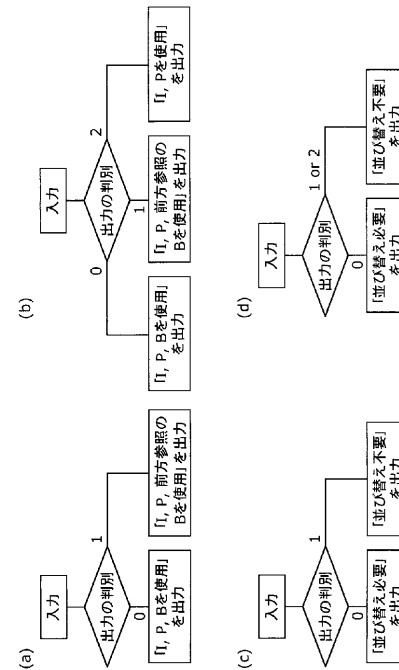 (a)
入力
出力の判別
0
1
「I, P, Bを使用」
を出力
「I, P, 前方参照の
Bを使用」を出力
(b)
入力
出力の判別
0
1
2
「I, P, Bを使用」
を出力
「I, P, 前方参照の
Bを使用」を出力
「I, Pを使用」
を出力
(c)
入力
出力の判別
0
1
「並び替え必要」
を出力
「並び替え不要」
を出力
(d)
入力
出力の判別
0
1 or 2
「並び替え必要」
を出力
「並び替え不要」
を出力